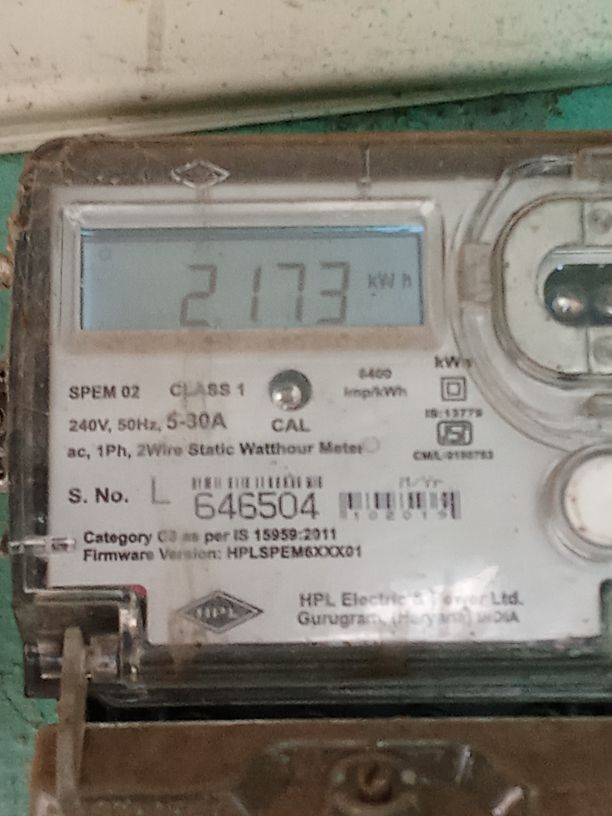 2173 kWh
SPEM 02 CLASS 1
6400
imp/kWh
240V, 50Hz, 5-30A
CAL
IS:13779
ac, 1Ph, 2Wire Static Watthour Meter
S. No. L 646504
M/Yr
102019
Category C3 as per IS 15959:2011
Firmware Version: HPLSPEM6XXX01
HPL
HPL Electric & Power Ltd.
Gurugram, (Haryana) INDIA